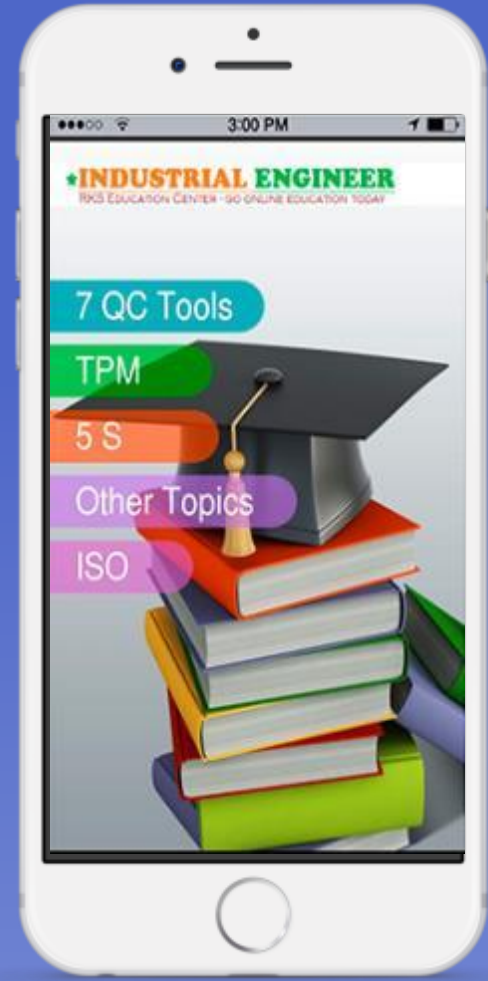 3:00 PM
*INDUSTRIAL ENGINEER
RKS EDUCATION CENTER - GO ONLINE EDUCATION TODAY
7 QC Tools
TPM
5 S
Other Topics
ISO